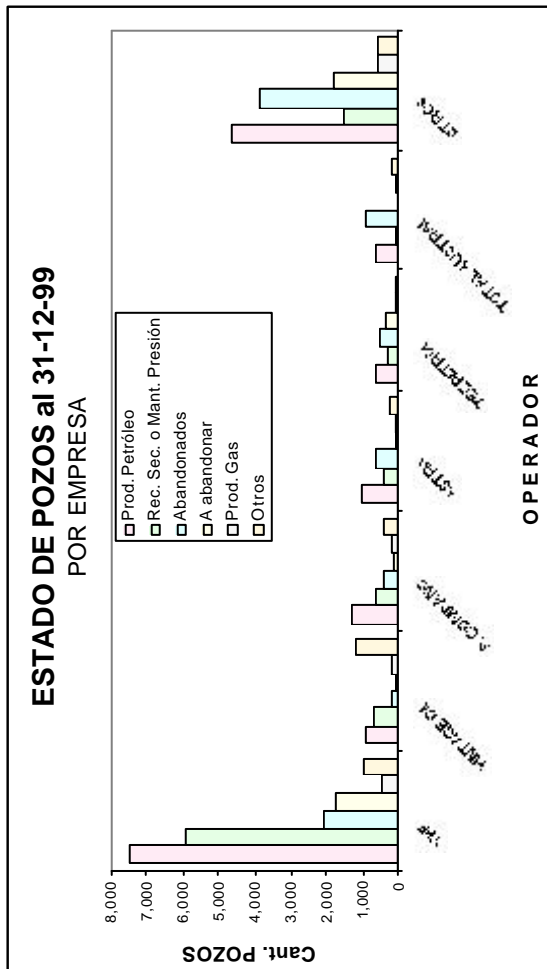 ESTADO DE POZOS al 31-12-99
POR EMPRESA
Prod. Petróleo
Rec. Sec. o Mant. Presión
Abandonados
A abandonar
Prod. Gas
Otros
8,000
7,000
6,000
5,000
4,000
3,000
2,000
1,000
0
Cant. POZOS
TOTAL AUSTRAL
OPERADOR